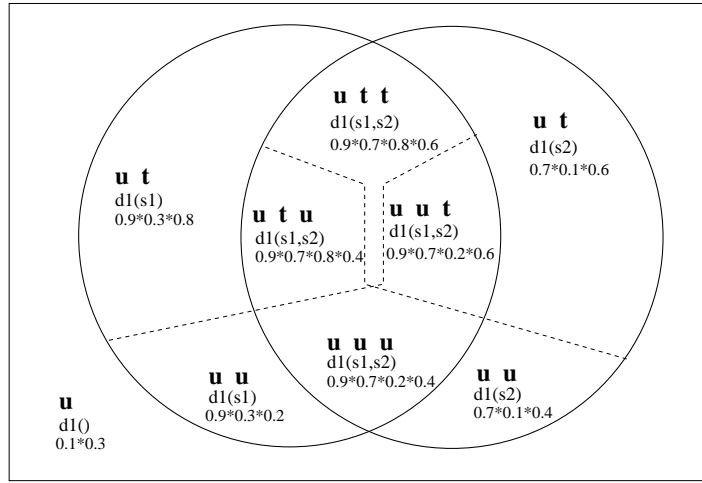 u t t
d1(s1,s2)
0.9*0.7*0.8*0.6
u t
d1(s2)
0.7*0.1*0.6
u t
d1(s1)
0.9*0.3*0.8
u t u
d1(s1,s2)
0.9*0.7*0.8*0.4
u u t
d1(s1,s2)
0.9*0.7*0.2*0.6
u u u
d1(s1,s2)
0.9*0.7*0.2*0.4
u u
d1(s1)
0.9*0.3*0.2
u u
d1(s2)
0.7*0.1*0.4
u
d1()
0.1*0.3